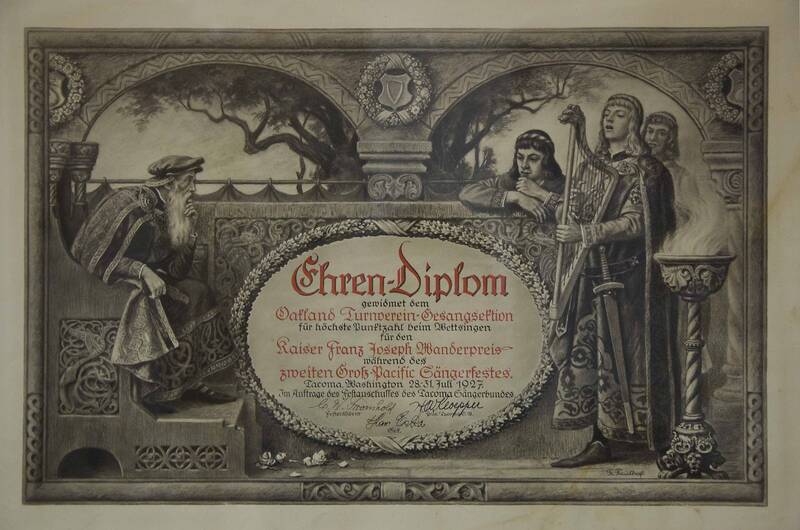 Ehren-Diplom
gewidmet dem
Oakland Turnverein-Gesangsektion
für höchste Punktzahl beim Wettsingen
für den
Kaiser Franz Joseph Wanderpreis
während des
zweiten Groß-Pacific Sängerfestes.
Tacoma, Washington 28-31. Juli 1927.
Im Auftrage des Festausschusses des Tacoma Sängerbundes